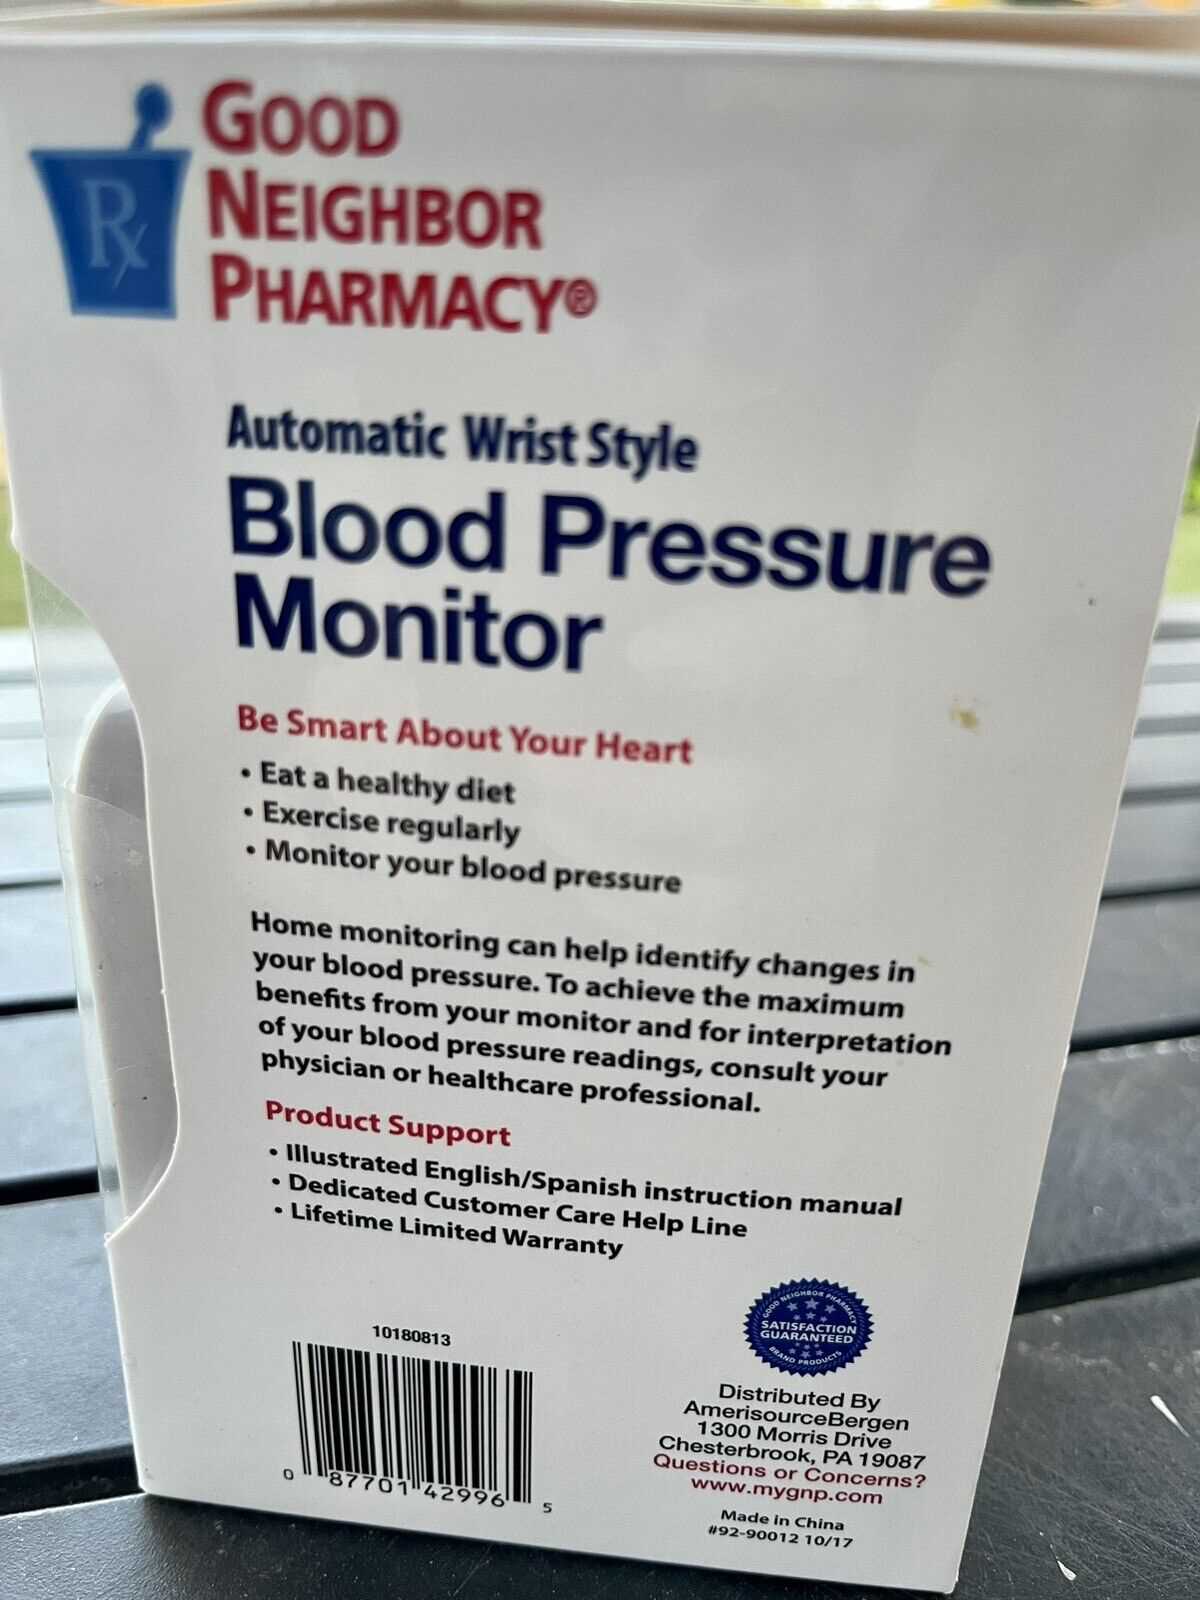 Rx
GOOD
NEIGHBOR
PHARMACY®
Automatic Wrist Style
Blood Pressure
Monitor
Be Smart About Your Heart
• Eat a healthy diet
• Exercise regularly
• Monitor your blood pressure
Home monitoring can help identify changes in
your blood pressure. To achieve the maximum
benefits from your monitor and for interpretation
of your blood pressure readings, consult your
physician or healthcare professional.
Product Support
• Illustrated English/Spanish instruction manual
• Dedicated Customer Care Help Line
• Lifetime Limited Warranty
10180813
0 87701 42996 5
GOOD NEIGHBOR PHARMACY
SATISFACTION
GUARANTEED
BRAND PRODUCTS
Distributed By
AmerisourceBergen
1300 Morris Drive
Chesterbrook, PA 19087
Questions or Concerns?
www.mygnp.com
Made in China
#92-90012 10/17